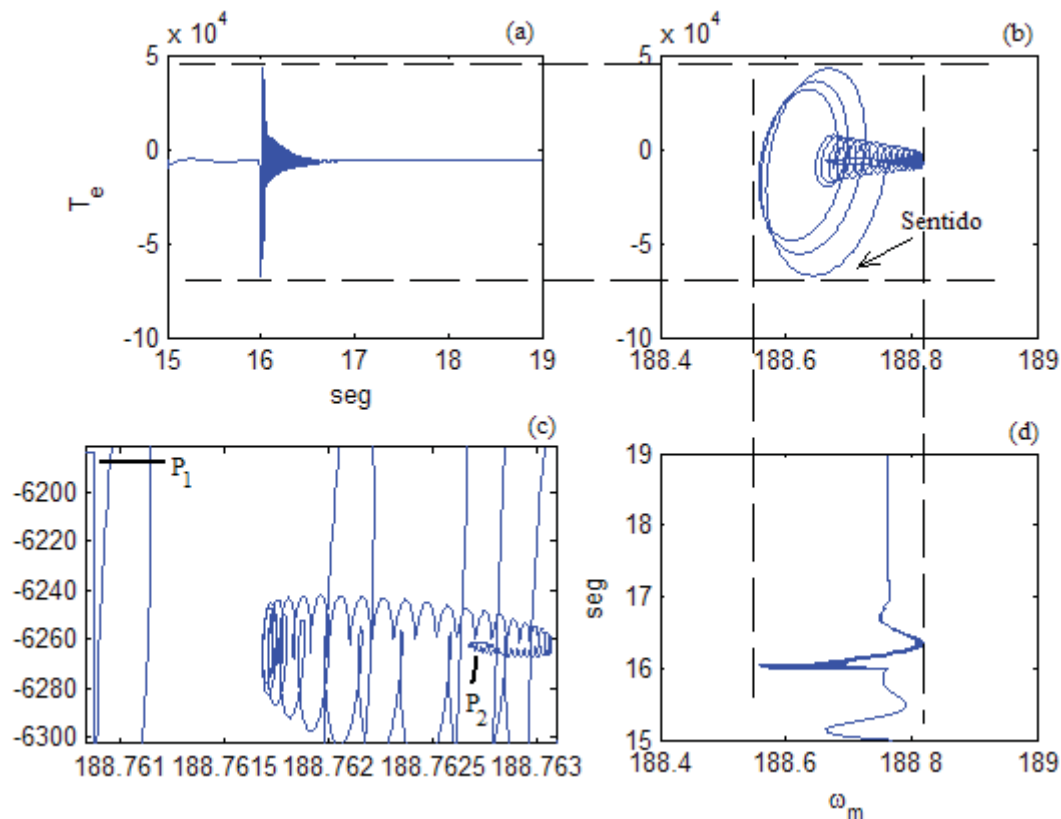 x 10^4
(a)
5
0
-5
-10
T_e
15 16 17 18 19
seg
x 10^4
(b)
5
0
-5
-10
Sentido
188.4 188.6 188.8 189
(c)
-6200
-6220
-6240
-6260
-6280
-6300
P_1
P_2
188.761 188.7615 188.762 188.7625 188.763
(d)
19
18
17
16
15
seg
188.4 188.6 188 8 189
ω_m